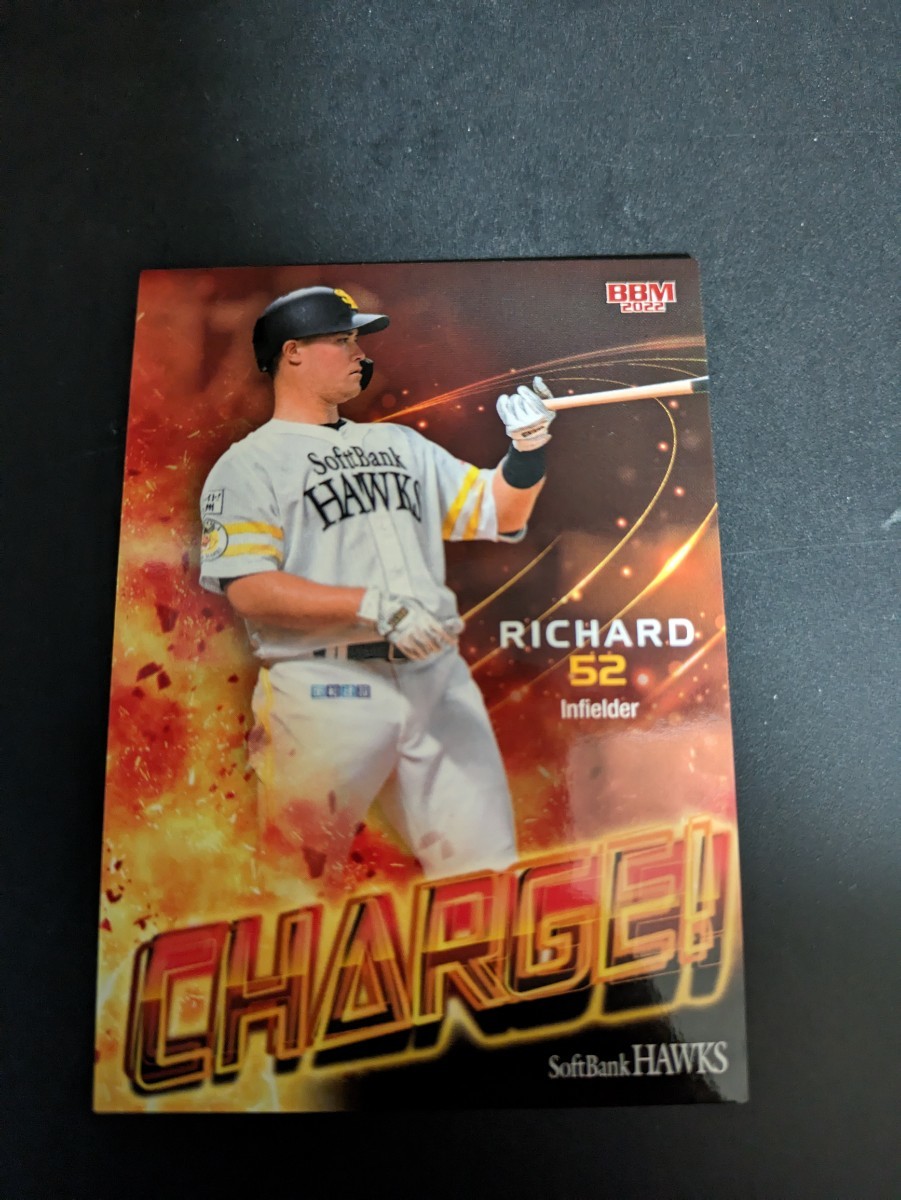 BBM
2022
SoftBank
HAWKS
RICHARD
52
Infielder
CHARGE!
SoftBank HAWKS